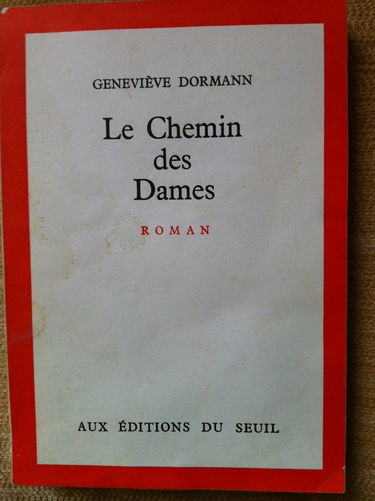 GENEVIÈVE DORMANN
Le Chemin
des
Dames
ROMAN
AUX ÉDITIONS DU SEUIL